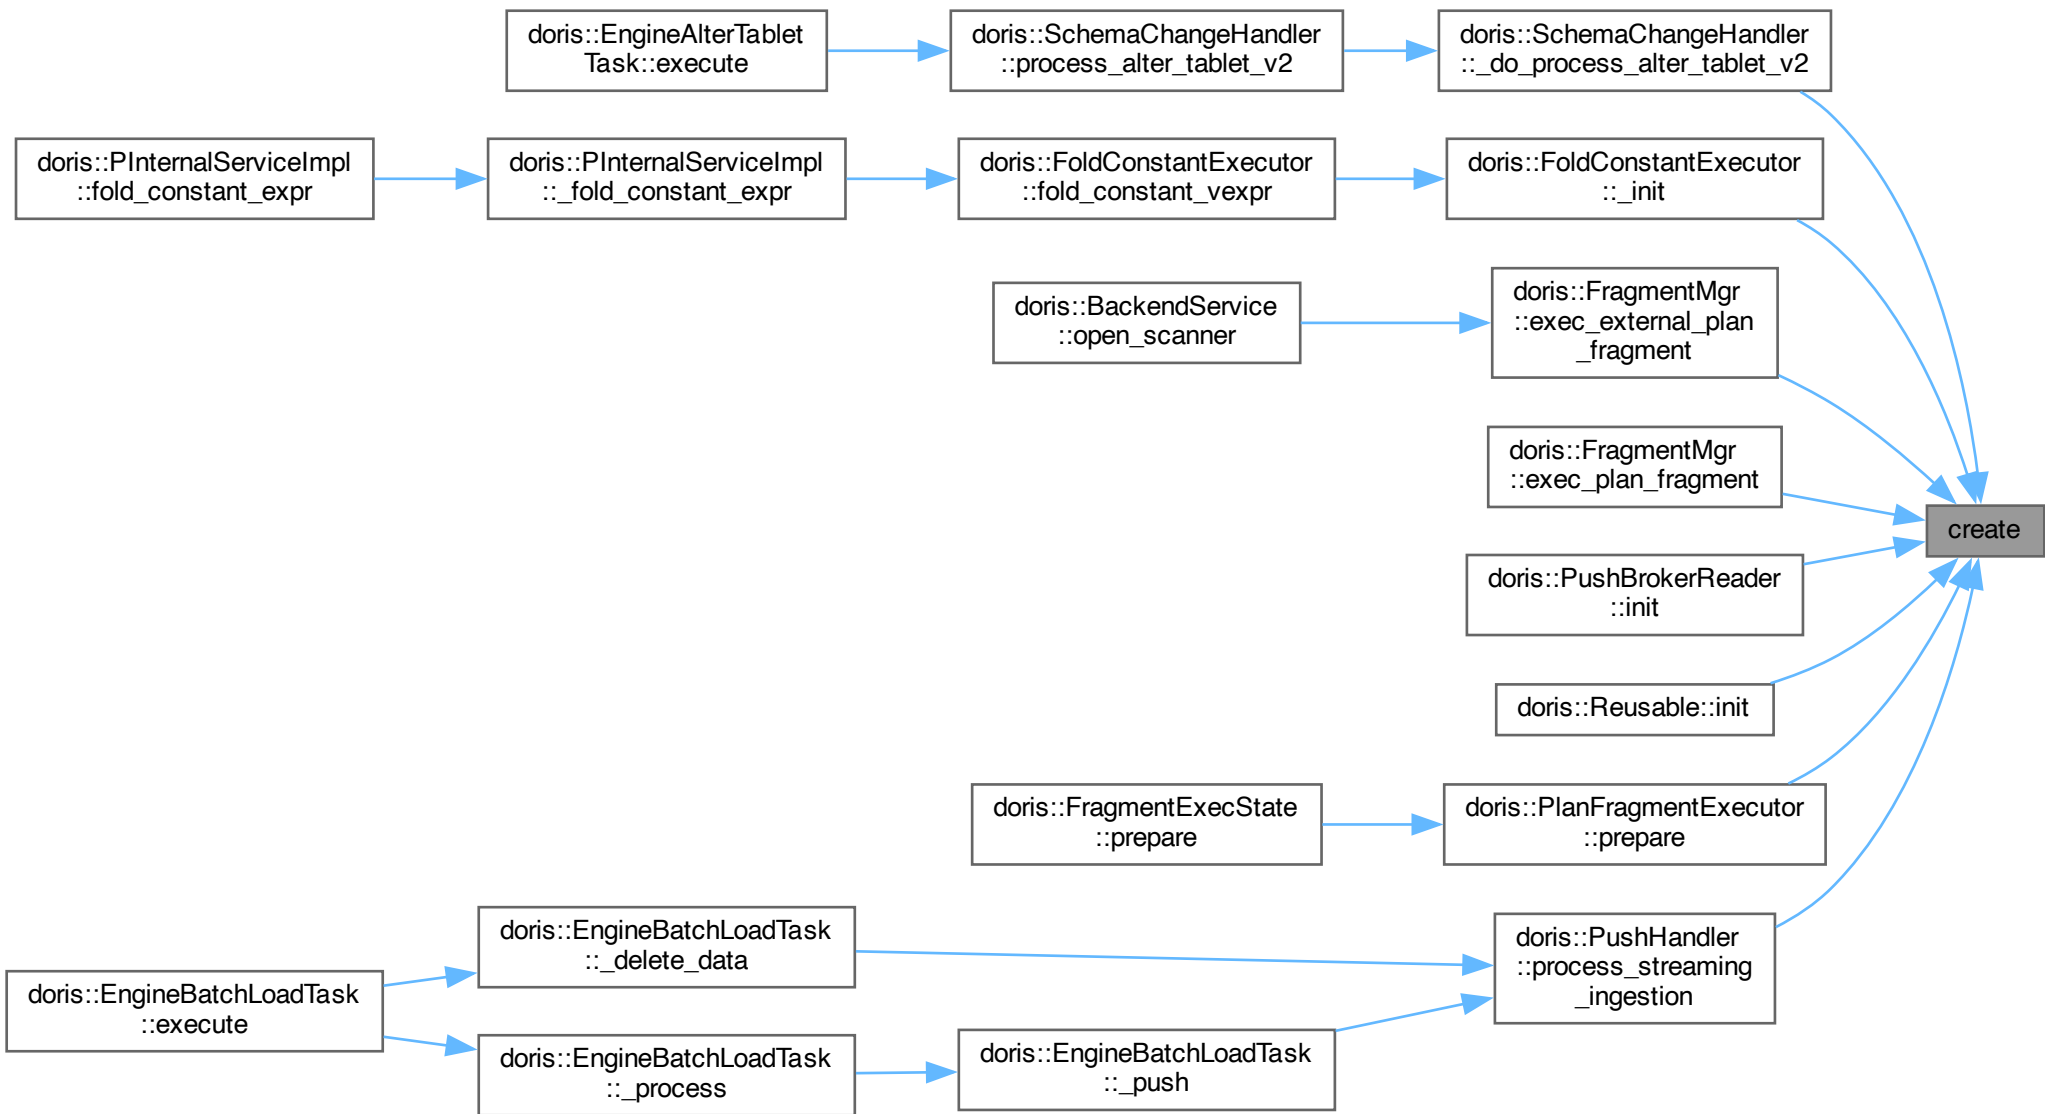 doris::EngineAlterTablet
Task::execute
doris::SchemaChangeHandler
::process_alter_tablet_v2
doris::SchemaChangeHandler
::_do_process_alter_tablet_v2
doris::PInternalServiceImpl
::fold_constant_expr
doris::PInternalServiceImpl
::_fold_constant_expr
doris::FoldConstantExecutor
::fold_constant_vexpr
doris::FoldConstantExecutor
::_init
doris::BackendService
::open_scanner
doris::FragmentMgr
::exec_external_plan
_fragment
doris::FragmentMgr
::exec_plan_fragment
create
doris::PushBrokerReader
::init
doris::Reusable::init
doris::FragmentExecState
::prepare
doris::PlanFragmentExecutor
::prepare
doris::EngineBatchLoadTask
::_delete_data
doris::PushHandler
::process_streaming
_ingestion
doris::EngineBatchLoadTask
::execute
doris::EngineBatchLoadTask
::_process
doris::EngineBatchLoadTask
::_push